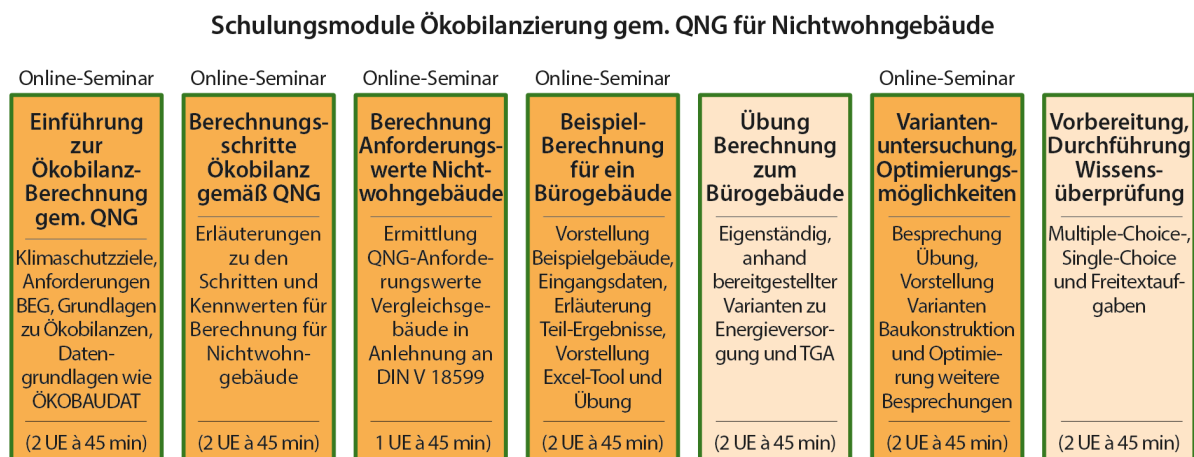 Schulungsmodule Ökobilanzierung gem. QNG für Nichtwohngebäude
Online-Seminar
Einführung
zur
Ökobilanz-
Berechnung
gem. QNG
Klimaschutzziele,
Anforderungen
BEG, Grundlagen
zu Ökobilanzen,
Daten-
grundlagen wie
ÖKOBAUDAT
(2 UE à 45 min)
Online-Seminar
Berechnungs-
schritte
Ökobilanz
gemäß QNG
Erläuterungen
zu den
Schritten und
Kennwerten für
Berechnung für
Nichtwohn-
gebäude
(2 UE à 45 min)
Online-Seminar
Berechnung
Anforderungs-
werte Nicht-
wohngebäude
Ermittlung
QNG-Anforde-
rungswerte
Vergleichsge-
bäude in
Anlehnung an
DIN V 18599
1 UE à 45 min)
Online-Seminar
Beispiel-
Berechnung
für ein
Bürogebäude
Vorstellung
Beispielgebäude,
Eingangsdaten,
Erläuterung
Teil-Ergebnisse,
Vorstellung
Excel-Tool und
Übung
(2 UE à 45 min)
Übung
Berechnung
zum
Bürogebäude
Eigenständig,
anhand
bereitgestellter
Varianten zu
Energieversor-
gung und TGA
(2 UE à 45 min)
Online-Seminar
Varianten-
untersuchung,
Optimierungs-
möglichkeiten
Besprechung
Übung,
Vorstellung
Varianten
Baukonstruktion
und Optimie-
rung weitere
Besprechungen
(2 UE à 45 min)
Vorbereitung,
Durchführung
Wissens-
überprüfung
Multiple-Choice-,
Single-Choice
und Freitextauf-
gaben
(2 UE à 45 min)